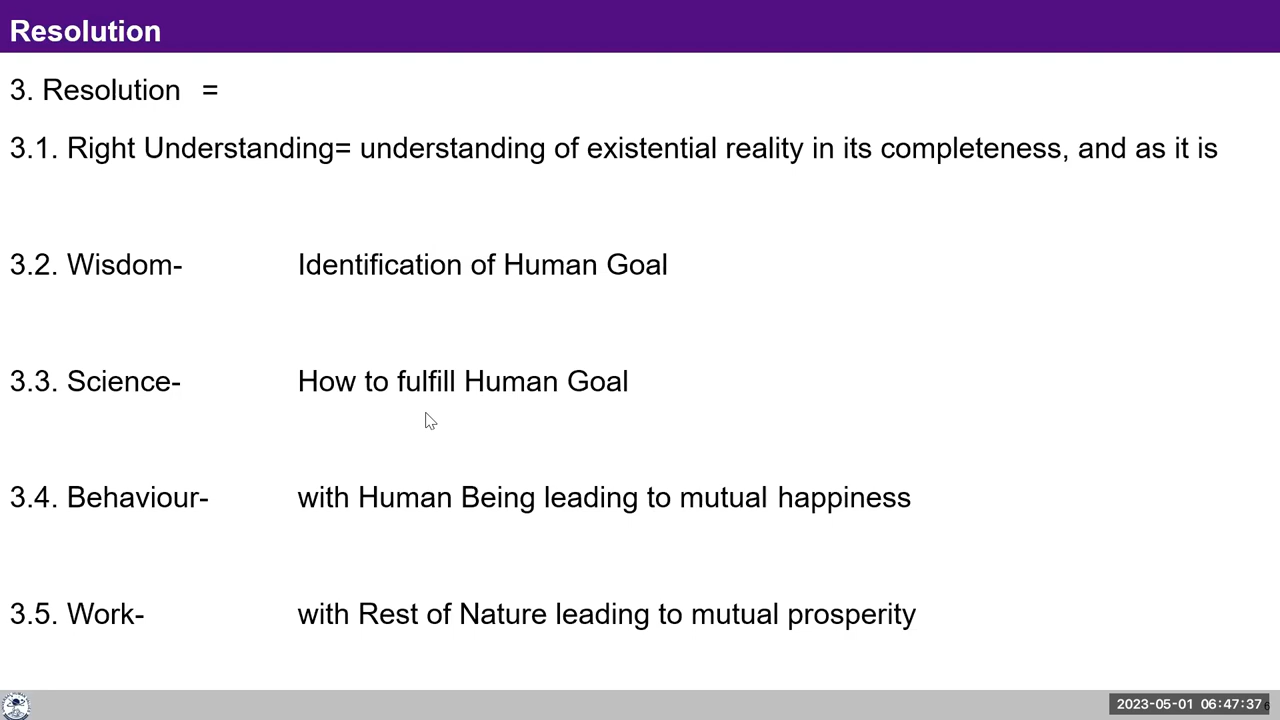 Resolution
3. Resolution =
3.1. Right Understanding= understanding of existential reality in its completeness, and as it is
3.2. Wisdom- Identification of Human Goal
3.3. Science- How to fulfill Human Goal
3.4. Behaviour- with Human Being leading to mutual happiness
3.5. Work- with Rest of Nature leading to mutual prosperity
2023-05-01 06:47:37
6